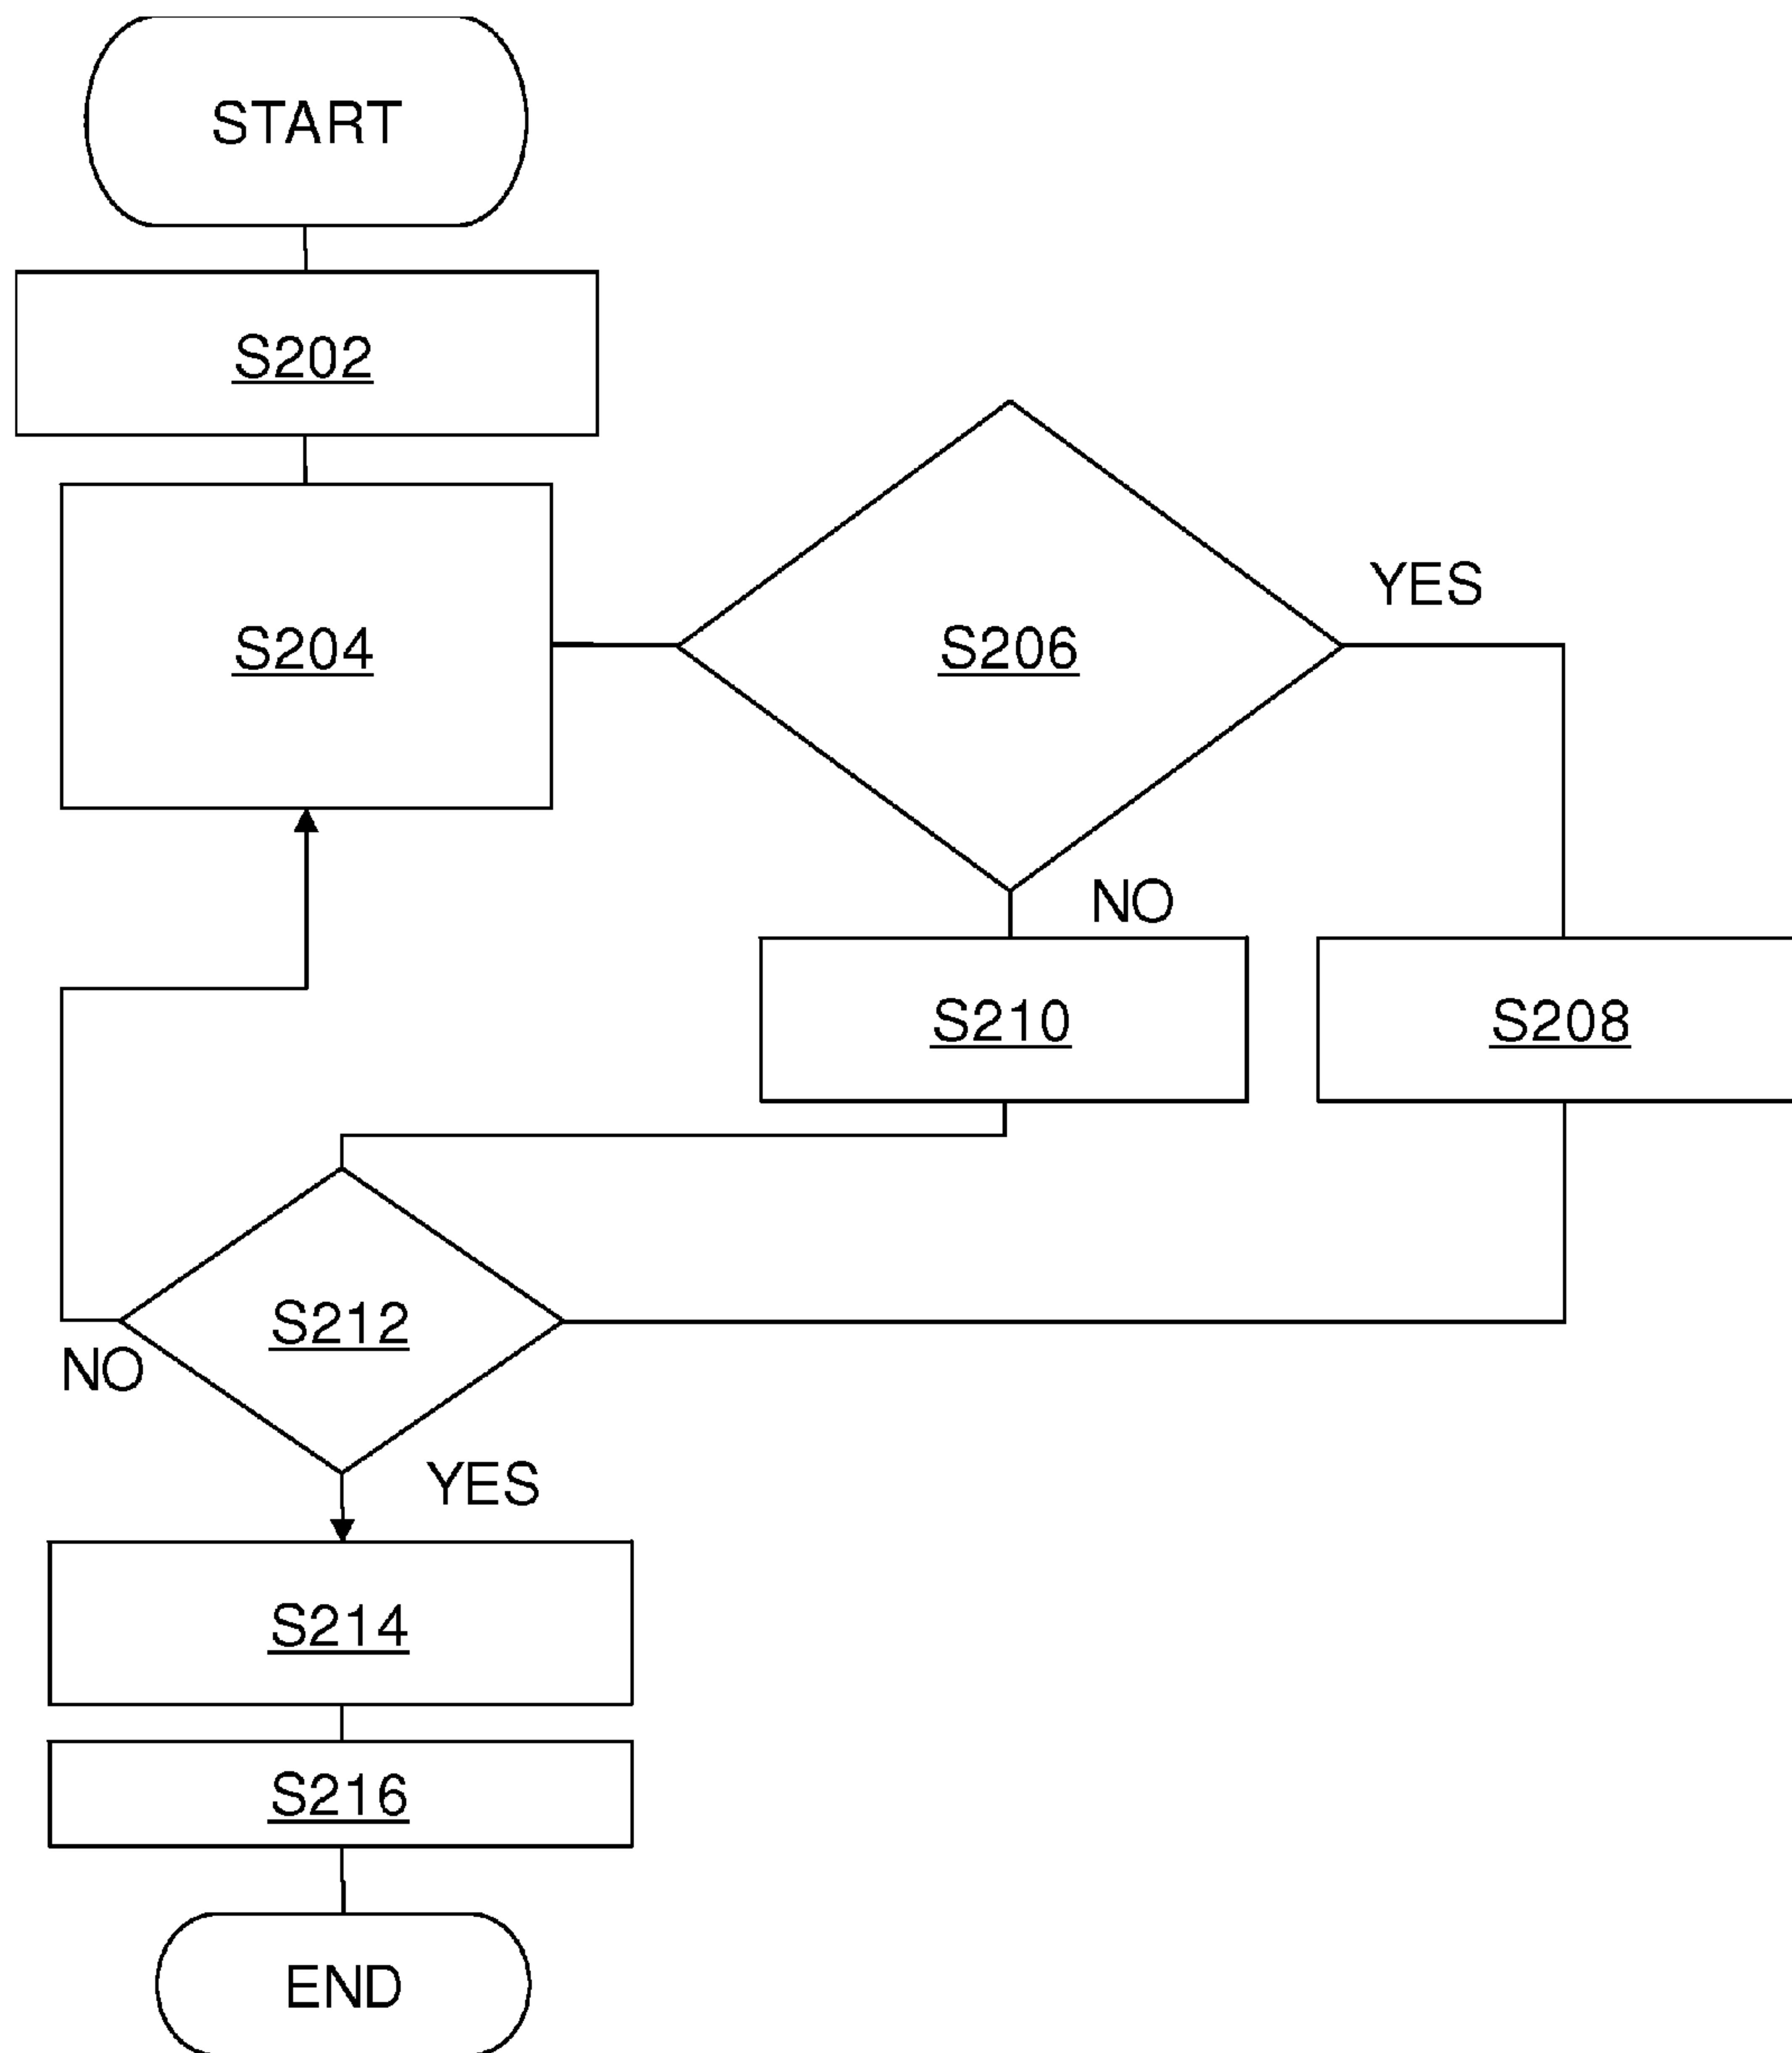 START
S202
S204
S206
YES
NO
S210
S208
S212
NO
YES
S214
S216
END